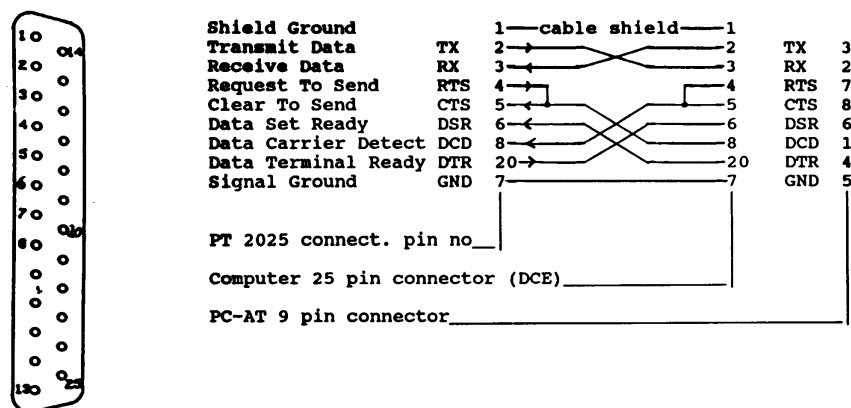 Shield Ground 1 cable shield 1
Transmit Data TX 2 2 TX 3
Receive Data RX 3 3 RX 2
Request To Send RTS 4 4 RTS 7
Clear To Send CTS 5 5 CTS 8
Data Set Ready DSR 6 6 DSR 6
Data Carrier Detect DCD 8 8 DCD 1
Data Terminal Ready DTR 20 20 DTR 4
Signal Ground GND 7 7 GND 5
PT 2025 connect. pin no
Computer 25 pin connector (DCE)
PC-AT 9 pin connector
1
14
2
3
4
5
6
7
20
8
13
25